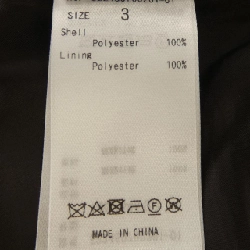 SIZE 3
Shell
Polyester 100%
Lining
Polyester 100%
MADE IN CHINA